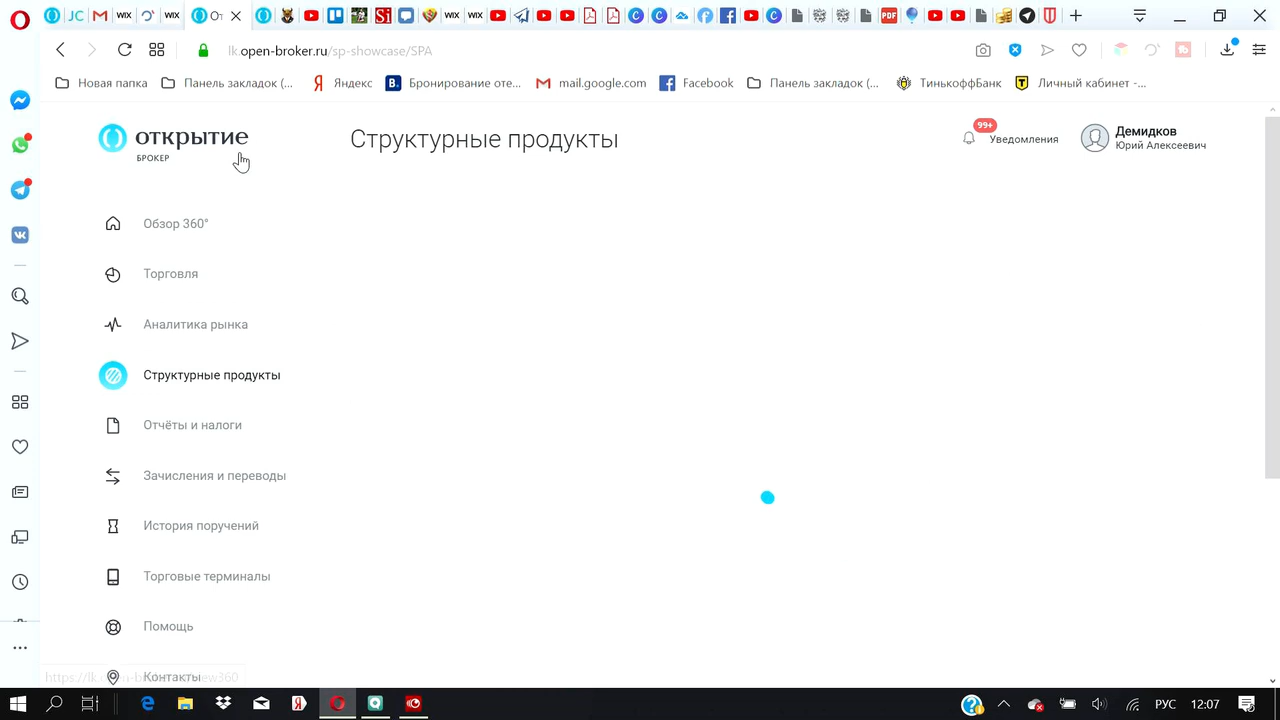 От
lk.open-broker.ru/sp-showcase/SPA
Новая папка
Панель закладок (...
Яндекс
Бронирование оте...
mail.google.com
Facebook
Панель закладок (...
ТинькоффБанк
Личный кабинет -...
открытие
БРОКЕР
Структурные продукты
99+
Уведомления
Демидков
Юрий Алексеевич
Обзор 360°
Торговля
Аналитика рынка
Структурные продукты
Отчёты и налоги
Зачисления и переводы
История поручений
Торговые терминалы
Помощь
Контакты
РУС
12:07